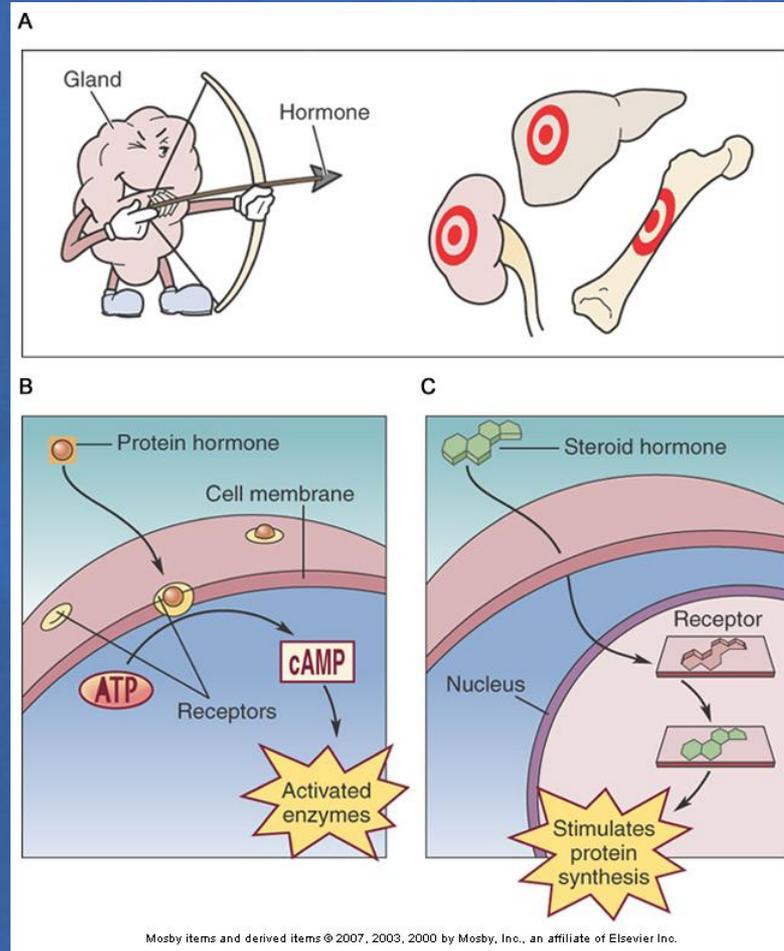 A
Gland
Hormone
B
Protein hormone
Cell membrane
ATP
cAMP
Receptors
Activated
enzymes
C
Steroid hormone
Receptor
Nucleus
Stimulates
protein
synthesis
Mosby items and derived items © 2007, 2003, 2000 by Mosby, Inc., an affiliate of Elsevier Inc.